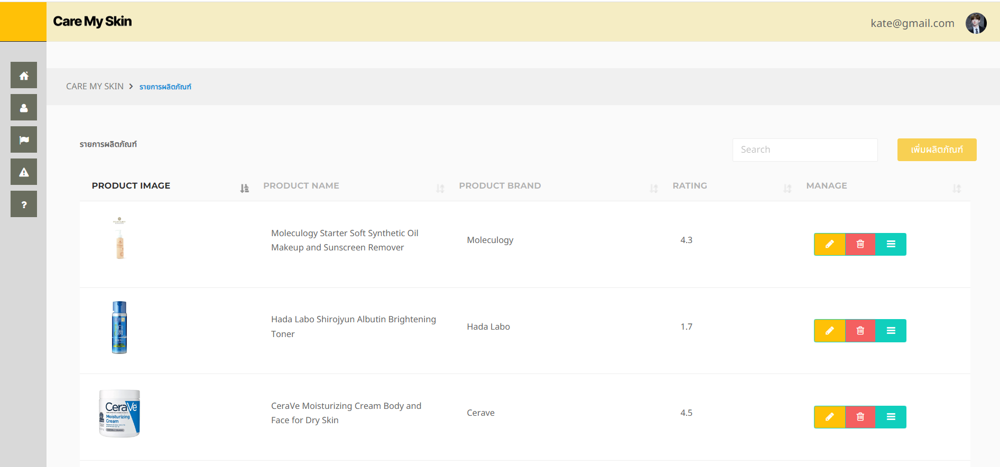 Care My Skin
kate@gmail.com
CARE MY SKIN
รายการผลิตภัณฑ์
รายการผลิตภัณฑ์
Search
เพิ่มผลิตภัณฑ์
PRODUCT IMAGE
PRODUCT NAME
PRODUCT BRAND
RATING
MANAGE
Moleculogy Starter Soft Synthetic Oil
Makeup and Sunscreen Remover
Moleculogy
4.3
白
潤
Hada Labo Shirojyun Albutin Brightening
Toner
Hada Labo
1.7
CeraVe
Moisturizing
Cream
CeraVe Moisturizing Cream Body and
Face for Dry Skin
Cerave
4.5